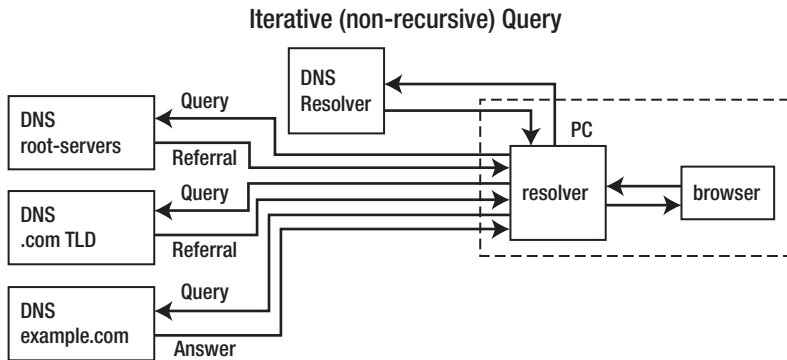 Iterative (non-recursive) Query
DNS
Resolver
Query
DNS
root-servers
Referral
PC
resolver
browser
Query
DNS
.com TLD
Referral
Query
DNS
example.com
Answer